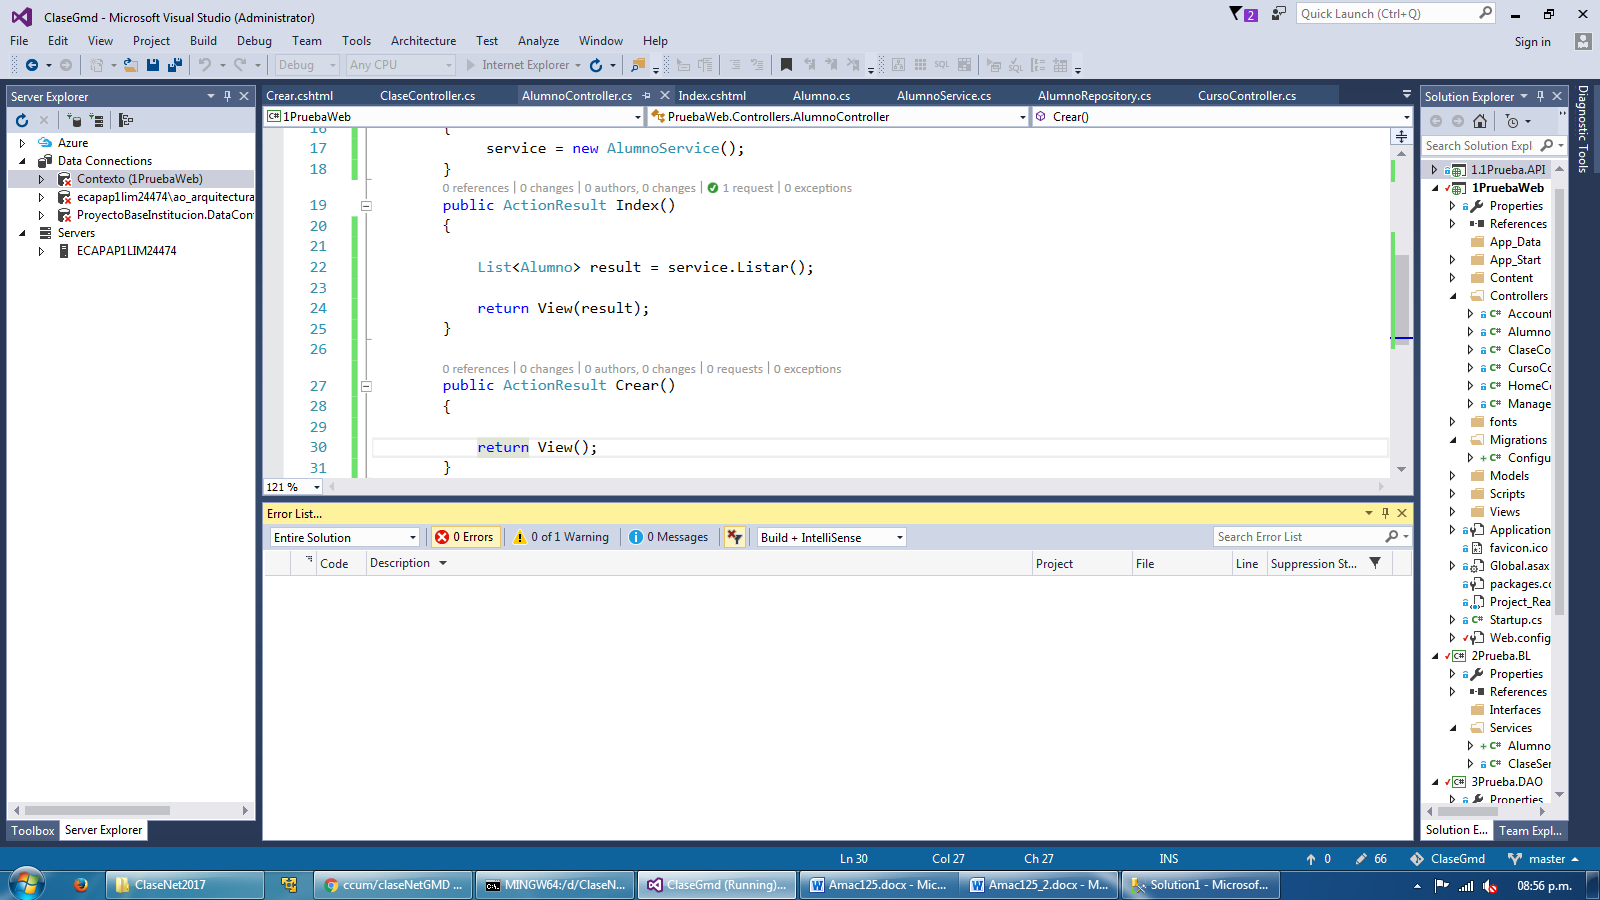 ClaseGmd - Microsoft Visual Studio (Administrator)
2
Quick Launch (Ctrl+Q)
File Edit View Project Build Debug Team Tools Architecture Test Analyze Window Help
Sign in
Debug Any CPU Internet Explorer
Server Explorer
Azure
Data Connections
Contexto (1PruebaWeb)
ecapap1lim24474\ao_arquitectura
ProyectoBaseInstitucion.DataCon
Servers
ECAPAP1LIM24474
Toolbox Server Explorer
Crear.cshtml ClaseController.cs AlumnoController.cs Index.cshtml Alumno.cs AlumnoService.cs AlumnoRepository.cs CursoController.cs
1PruebaWeb PruebaWeb.Controllers.AlumnoController Crear()
16 {
17 service = new AlumnoService();
18 }
0 references | 0 changes | 0 authors, 0 changes | 1 request | 0 exceptions
19 public ActionResult Index()
20 {
21
22 List<Alumno> result = service.Listar();
23
24 return View(result);
25 }
26
0 references | 0 changes | 0 authors, 0 changes | 0 requests | 0 exceptions
27 public ActionResult Crear()
28 {
29
30 return View();
31 }
121 %
Error List...
Entire Solution 0 Errors 0 of 1 Warning 0 Messages Build + IntelliSense Search Error List
Code Description Project File Line Suppression St...
Solution Explorer
Search Solution Expl
1.1Prueba.API
1PruebaWeb
Properties
References
App_Data
App_Start
Content
Controllers
Account
Alumno
ClaseCo
CursoCo
HomeCo
Manage
fonts
Migrations
Configu
Models
Scripts
Views
Application
favicon.ico
Global.asax
packages.co
Project_Rea
Startup.cs
Web.config
2Prueba.BL
Properties
References
Interfaces
Services
Alumno
ClaseSer
3Prueba.DAO
Properties
Solution E... Team Expl...
Diagnostic Tools
Ln 30 Col 27 Ch 27 INS 0 66 ClaseGmd master
ClaseNet2017 ccum/claseNetGMD ... MINGW64:/d/ClaseN... ClaseGmd (Running)... Amac125.docx - Mic... Amac125_2.docx - M... Solution1 - Microsof... 08:56 p.m.